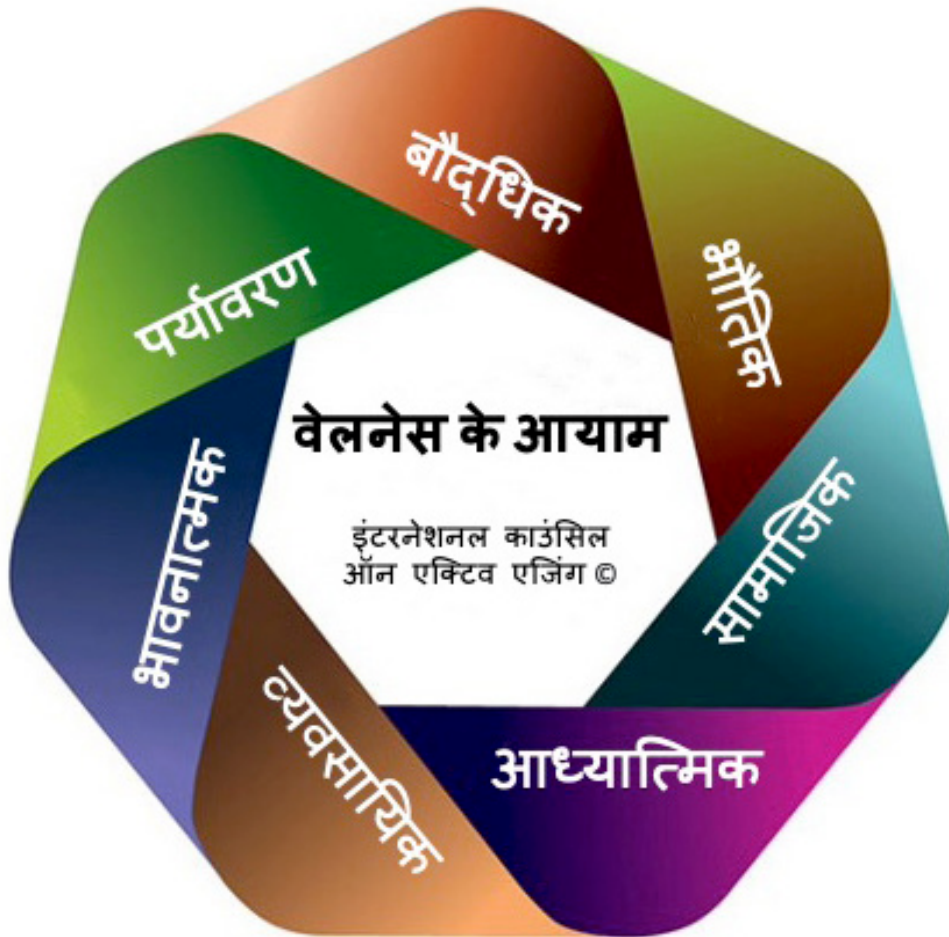 बौद्धिक
भौतिक
सामाजिक
आध्यात्मिक
व्यवसायिक
भावनात्मक
पर्यावरण
वेलनेस के आयाम
इंटरनेशनल काउंसिल
ऑन एक्टिव एजिंग ©